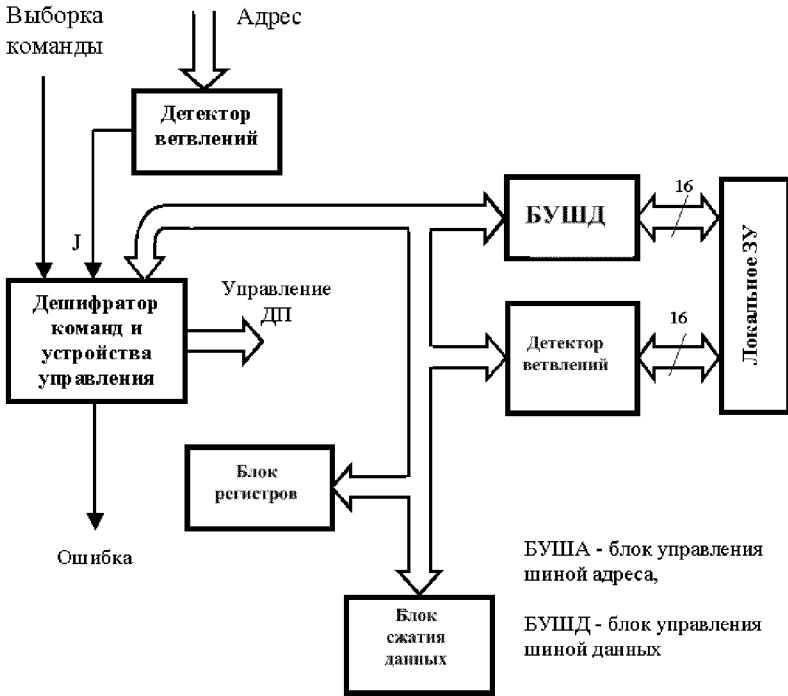 Выборка
команды
Адрес
Детектор
ветвлений
J
БУШД
16
Локальное ЗУ
Дешифратор
команд и
устройства
управления
Управление
ДП
16
Детектор
ветвлений
Блок
регистров
Ошибка
БУША - блок управления
шиной адреса,
Блок
сжатия
данных
БУШД - блок управления
шиной данных